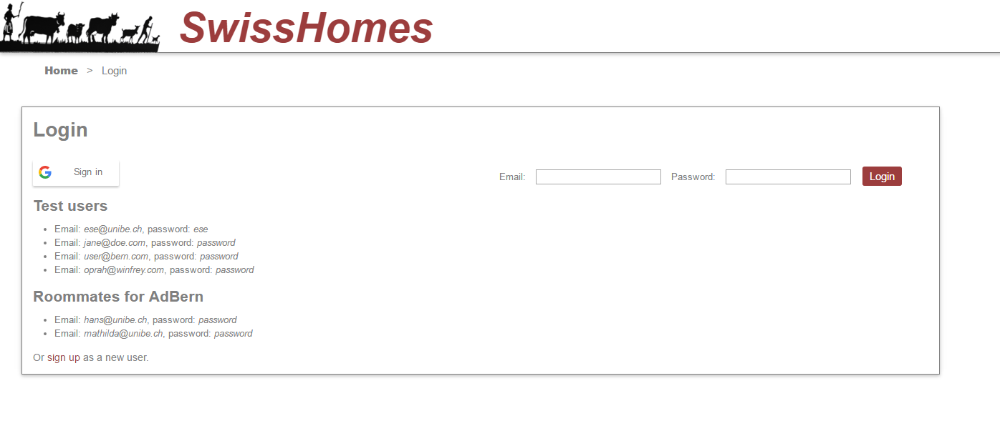 SwissHomes
Home > Login
Login
Sign in
Email: Password: Login
Test users
• Email: ese@unibe.ch, password: ese
• Email: jane@doe.com, password: password
• Email: user@bern.com, password: password
• Email: oprah@winfrey.com, password: password
Roommates for AdBern
• Email: hans@unibe.ch, password: password
• Email: mathilda@unibe.ch, password: password
Or sign up as a new user.